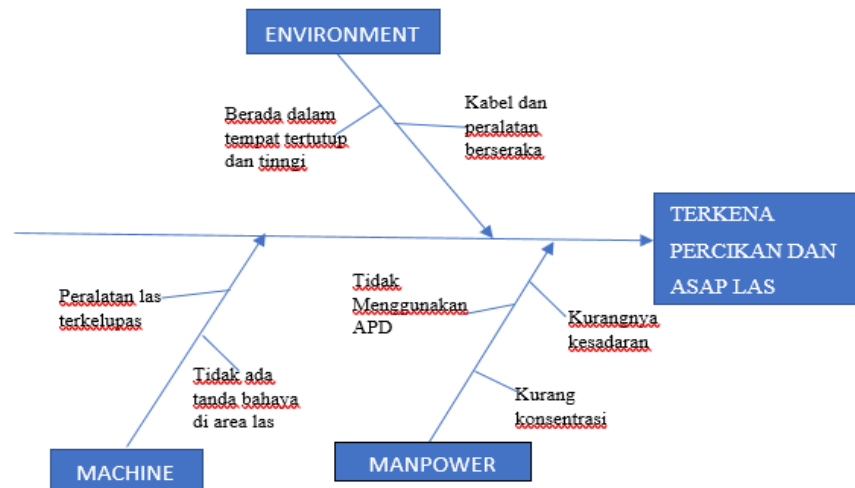 ENVIRONMENT
Berada dalam
tempat tertutup
dan tinngi
Kabel dan
peralatan
berseraka
TERKENA
PERCIKAN DAN
ASAP LAS
Peralatan las
terkelupas
Tidak ada
tanda bahaya
di area las
Tidak
Menggunakan
APD
Kurangnya
kesadaran
Kurang
konsentrasi
MACHINE
MANPOWER